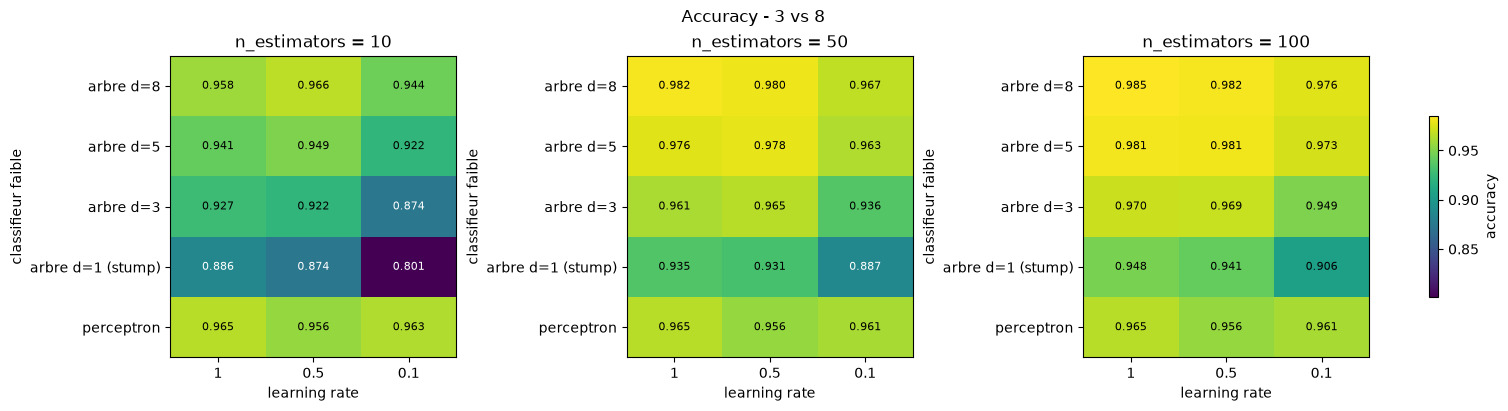 Accuracy - 3 vs 8
n_estimators = 10
classifieur faible
arbre d=8 0.958 0.966 0.944
arbre d=5 0.941 0.949 0.922
arbre d=3 0.927 0.922 0.874
arbre d=1 (stump) 0.886 0.874 0.801
perceptron 0.965 0.956 0.963
1 0.5 0.1
learning rate
n_estimators = 50
classifieur faible
arbre d=8 0.982 0.980 0.967
arbre d=5 0.976 0.978 0.963
arbre d=3 0.961 0.965 0.936
arbre d=1 (stump) 0.935 0.931 0.887
perceptron 0.965 0.956 0.961
1 0.5 0.1
learning rate
n_estimators = 100
classifieur faible
arbre d=8 0.985 0.982 0.976
arbre d=5 0.981 0.981 0.973
arbre d=3 0.970 0.969 0.949
arbre d=1 (stump) 0.948 0.941 0.906
perceptron 0.965 0.956 0.961
1 0.5 0.1
learning rate
0.95
0.90
0.85
accuracy